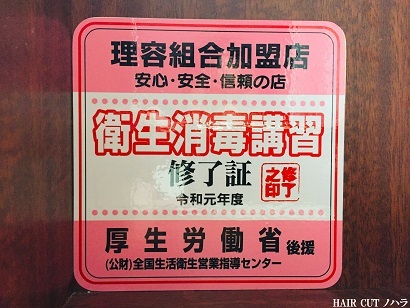 理容組合加盟店
安心・安全・信頼の店
衛生消毒講習
修了証
修了之印
令和元年度
厚生労働省後援
(公財)全国生活衛生営業指導センター
HAIR CUT ノハラ